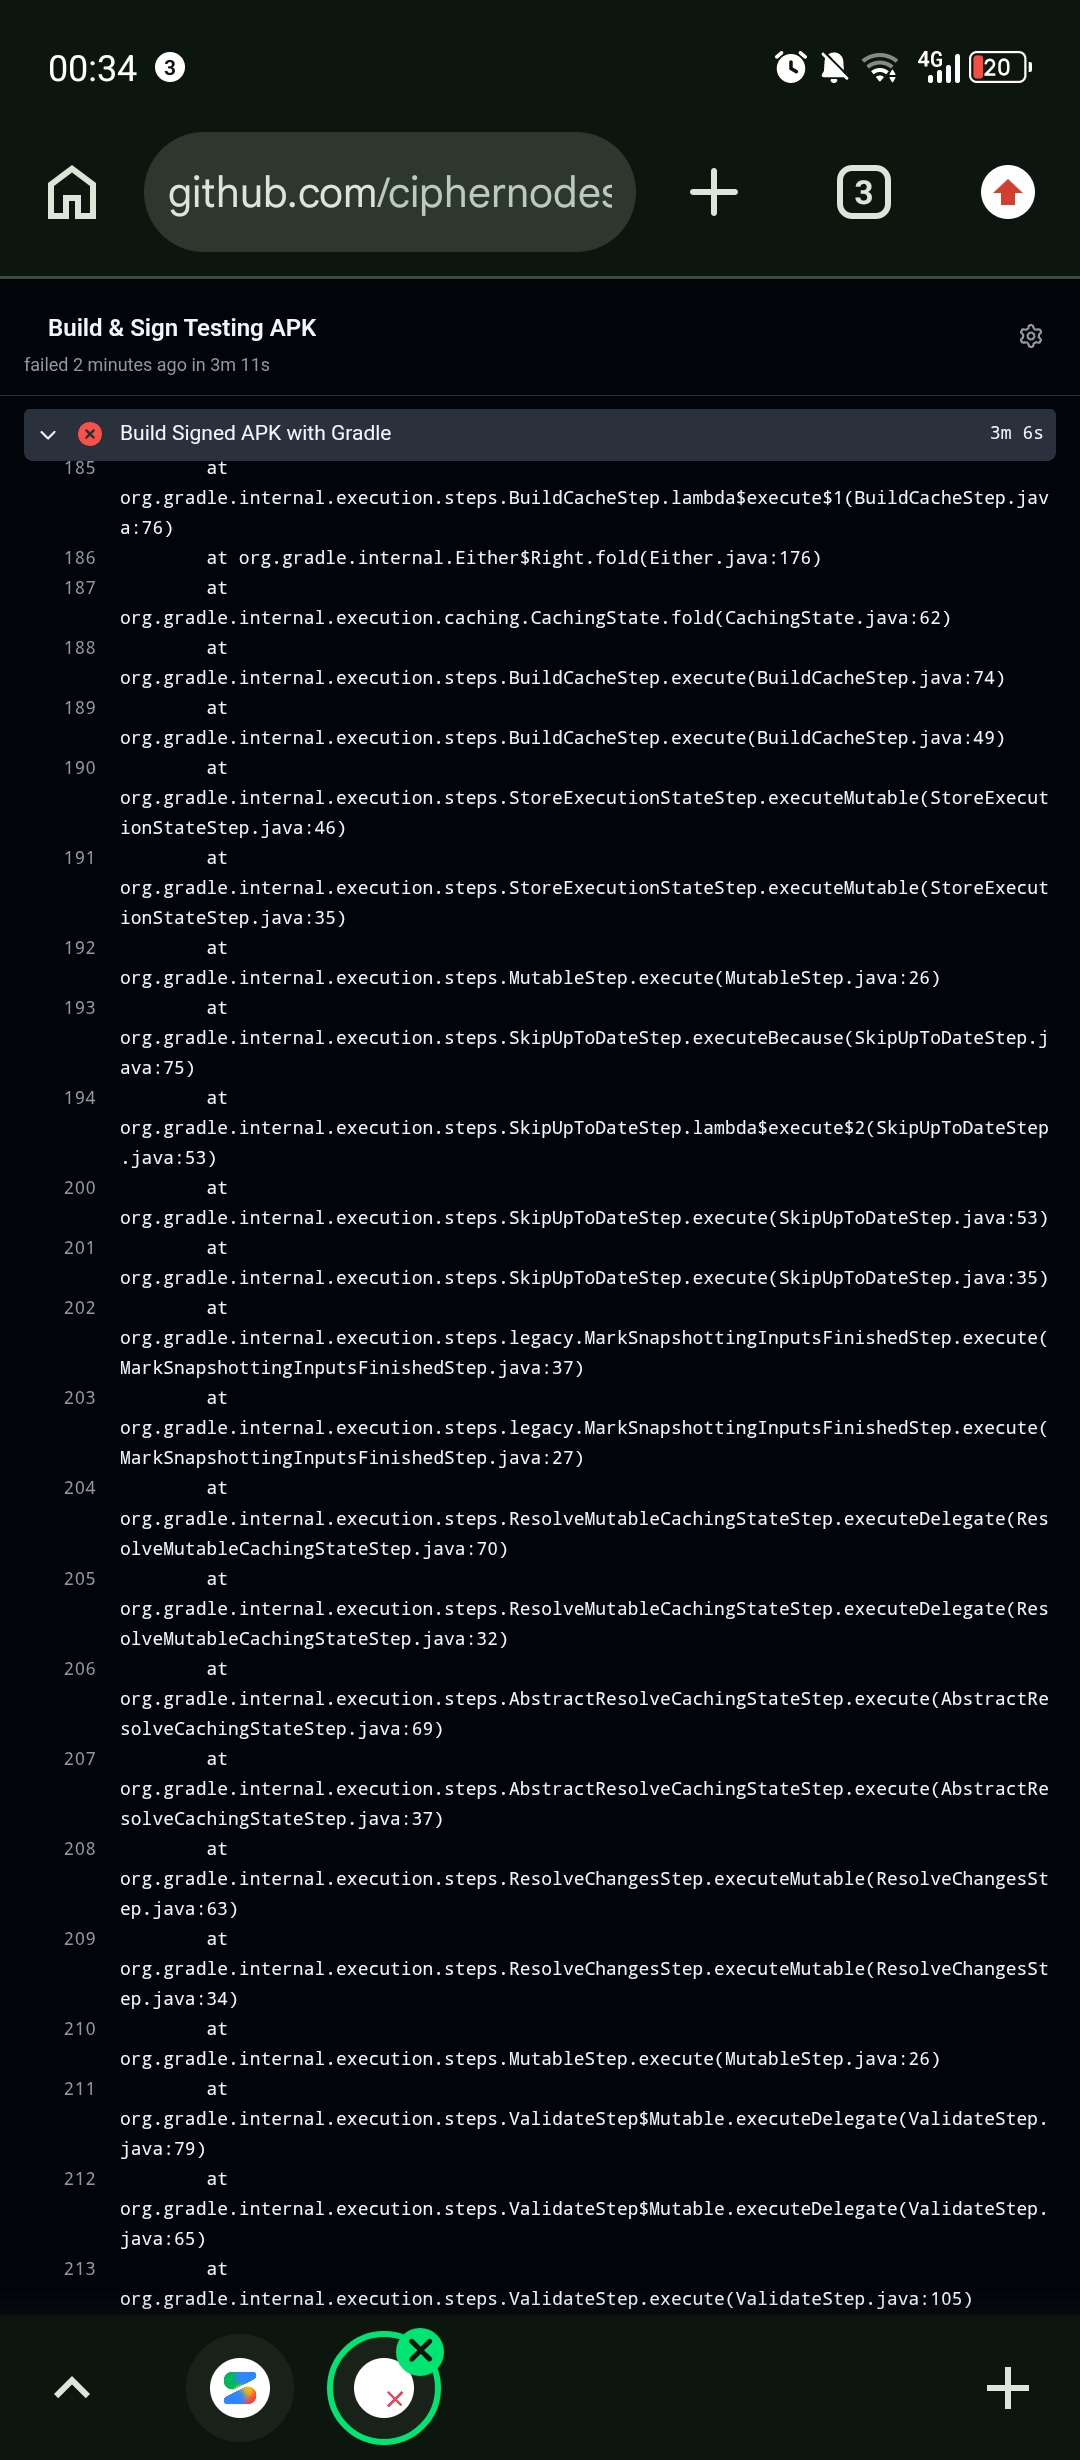 00:34 3 4G 20
github.com/ciphernodes 3
Build & Sign Testing APK
failed 2 minutes ago in 3m 11s
Build Signed APK with Gradle 3m 6s
185 at
org.gradle.internal.execution.steps.BuildCacheStep.lambda$execute$1(BuildCacheStep.jav
a:76)
186 at org.gradle.internal.Either$Right.fold(Either.java:176)
187 at
org.gradle.internal.execution.caching.CachingState.fold(CachingState.java:62)
188 at
org.gradle.internal.execution.steps.BuildCacheStep.execute(BuildCacheStep.java:74)
189 at
org.gradle.internal.execution.steps.BuildCacheStep.execute(BuildCacheStep.java:49)
190 at
org.gradle.internal.execution.steps.StoreExecutionStateStep.executeMutable(StoreExecut
ionStateStep.java:46)
191 at
org.gradle.internal.execution.steps.StoreExecutionStateStep.executeMutable(StoreExecut
ionStateStep.java:35)
192 at
org.gradle.internal.execution.steps.MutableStep.execute(MutableStep.java:26)
193 at
org.gradle.internal.execution.steps.SkipUpToDateStep.executeBecause(SkipUpToDateStep.j
ava:75)
194 at
org.gradle.internal.execution.steps.SkipUpToDateStep.lambda$execute$2(SkipUpToDateStep
.java:53)
200 at
org.gradle.internal.execution.steps.SkipUpToDateStep.execute(SkipUpToDateStep.java:53)
201 at
org.gradle.internal.execution.steps.SkipUpToDateStep.execute(SkipUpToDateStep.java:35)
202 at
org.gradle.internal.execution.steps.legacy.MarkSnapshottingInputsFinishedStep.execute(
MarkSnapshottingInputsFinishedStep.java:37)
203 at
org.gradle.internal.execution.steps.legacy.MarkSnapshottingInputsFinishedStep.execute(
MarkSnapshottingInputsFinishedStep.java:27)
204 at
org.gradle.internal.execution.steps.ResolveMutableCachingStateStep.executeDelegate(Res
olveMutableCachingStateStep.java:70)
205 at
org.gradle.internal.execution.steps.ResolveMutableCachingStateStep.executeDelegate(Res
olveMutableCachingStateStep.java:32)
206 at
org.gradle.internal.execution.steps.AbstractResolveCachingStateStep.execute(AbstractRe
solveCachingStateStep.java:69)
207 at
org.gradle.internal.execution.steps.AbstractResolveCachingStateStep.execute(AbstractRe
solveCachingStateStep.java:37)
208 at
org.gradle.internal.execution.steps.ResolveChangesStep.executeMutable(ResolveChangesSt
ep.java:63)
209 at
org.gradle.internal.execution.steps.ResolveChangesStep.executeMutable(ResolveChangesSt
ep.java:34)
210 at
org.gradle.internal.execution.steps.MutableStep.execute(MutableStep.java:26)
211 at
org.gradle.internal.execution.steps.ValidateStep$Mutable.executeDelegate(ValidateStep.
java:79)
212 at
org.gradle.internal.execution.steps.ValidateStep$Mutable.executeDelegate(ValidateStep.
java:65)
213 at
org.gradle.internal.execution.steps.ValidateStep.execute(ValidateStep.java:105)